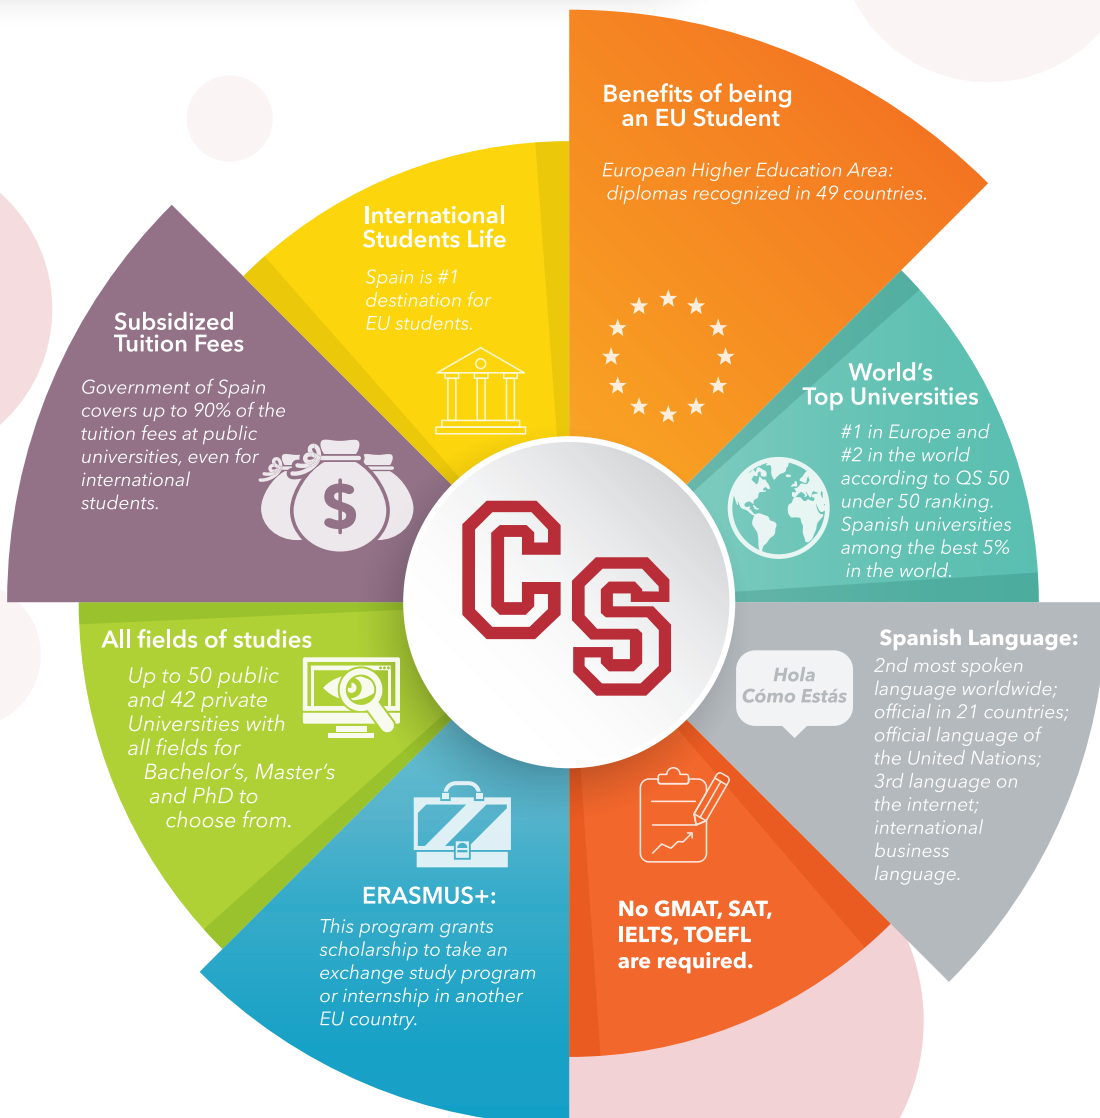 Benefits of being
an EU Student
European Higher Education Area:
diplomas recognized in 49 countries.
World's
Top Universities
#1 in Europe and
#2 in the world
according to QS 50
under 50 ranking.
Spanish universities
among the best 5%
in the world.
Spanish Language:
2nd most spoken
language worldwide;
official in 21 countries;
official language of
the United Nations;
3rd language on
the internet;
international
business
language.
Hola
Cómo Estás
No GMAT, SAT,
IELTS, TOEFL
are required.
ERASMUS+:
This program grants
scholarship to take an
exchange study program
or internship in another
EU country.
All fields of studies
Up to 50 public
and 42 private
Universities with
all fields for
Bachelor's, Master's
and PhD to
choose from.
Subsidized
Tuition Fees
Government of Spain
covers up to 90% of the
tuition fees at public
universities, even for
international
students.
$
International
Students Life
Spain is #1
destination for
EU students.
CS